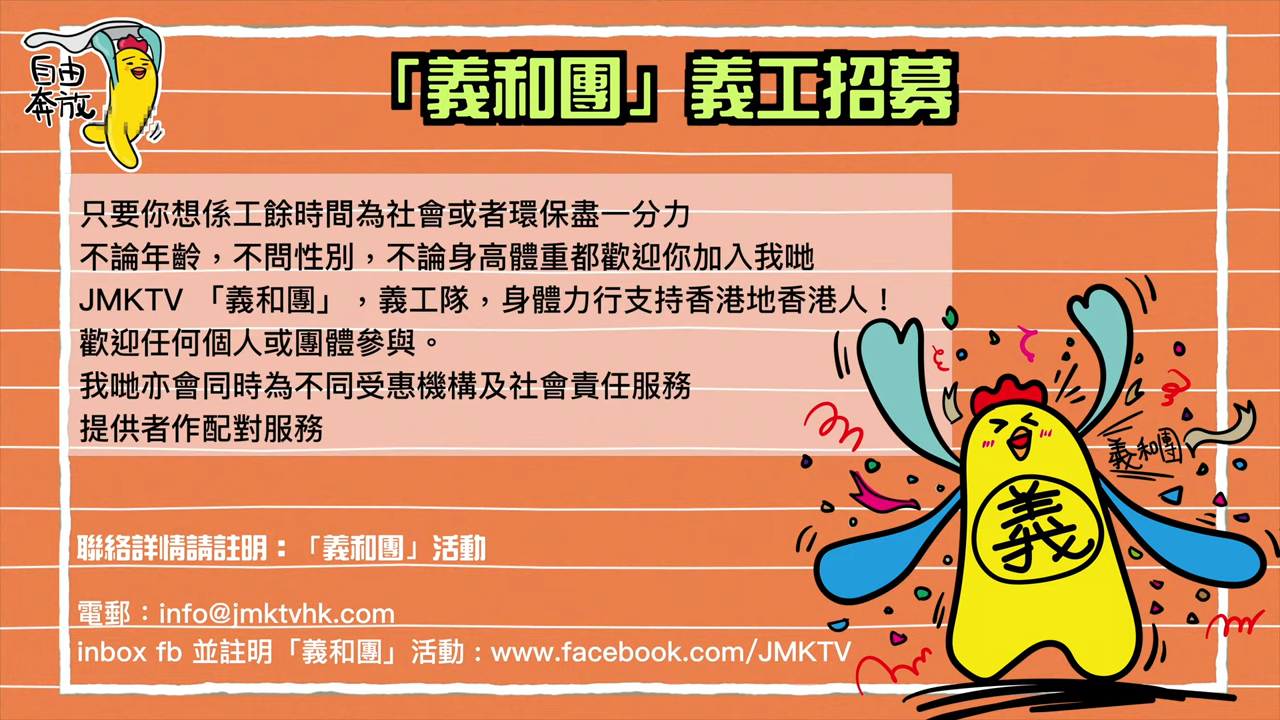 自由
奔放
「義和團」義工招募
只要你想係工餘時間為社會或者環保盡一分力
不論年齡，不問性別，不論身高體重都歡迎你加入我哋
JMKTV 「義和團」，義工隊，身體力行支持香港地香港人！
歡迎任何個人或團體參與。
我哋亦會同時為不同受惠機構及社會責任服務
提供者作配對服務
義和團
義
聯絡詳情請註明：「義和團」活動
電郵：info@jmktvhk.com
inbox fb 並註明「義和團」活動：www.facebook.com/JMKTV